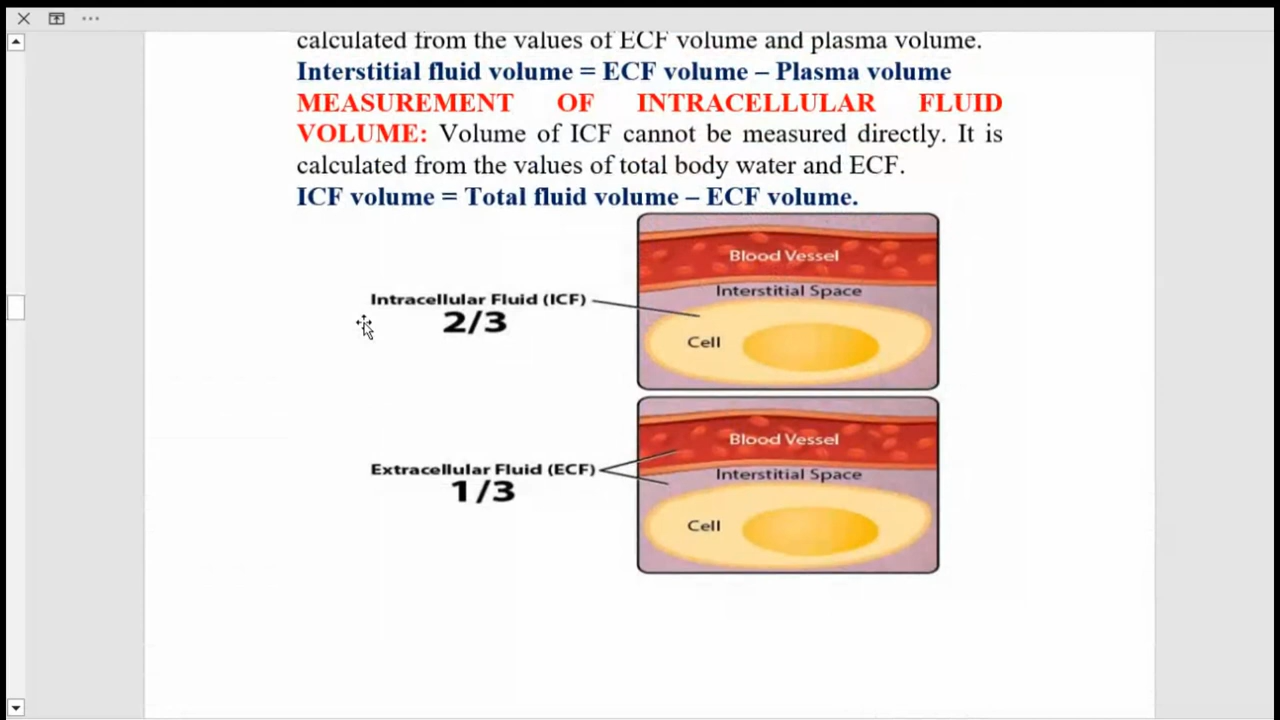 calculated from the values of ECF volume and plasma volume.
Interstitial fluid volume = ECF volume – Plasma volume
MEASUREMENT OF INTRACELLULAR FLUID
VOLUME: Volume of ICF cannot be measured directly. It is
calculated from the values of total body water and ECF.
ICF volume = Total fluid volume – ECF volume.
Blood Vessel
Interstitial Space
Intracellular Fluid (ICF)
2/3
Cell
Blood Vessel
Extracellular Fluid (ECF)
Interstitial Space
1/3
Cell